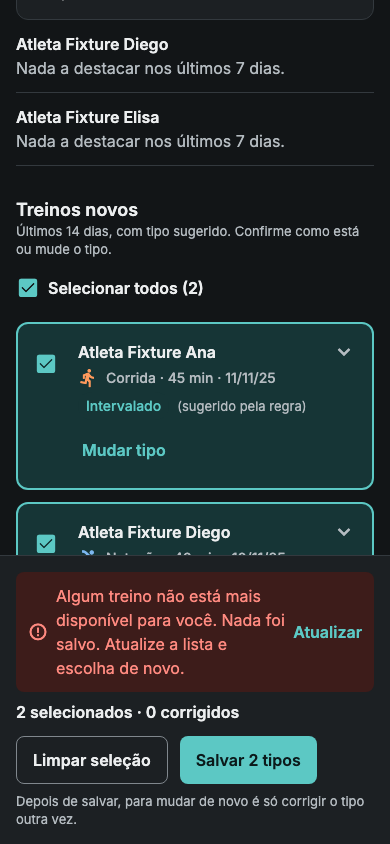 Atleta Fixture Diego
Nada a destacar nos últimos 7 dias.
Atleta Fixture Elisa
Nada a destacar nos últimos 7 dias.
Treinos novos
Últimos 14 dias, com tipo sugerido. Confirme como está
ou mude o tipo.
Selecionar todos (2)
Atleta Fixture Ana
Corrida · 45 min · 11/11/25
Intervalado (sugerido pela regra)
Mudar tipo
Atleta Fixture Diego
Algum treino não está mais
disponível para você. Nada foi
salvo. Atualize a lista e
escolha de novo.
Atualizar
2 selecionados · 0 corrigidos
Limpar seleção
Salvar 2 tipos
Depois de salvar, para mudar de novo é só corrigir o tipo
outra vez.